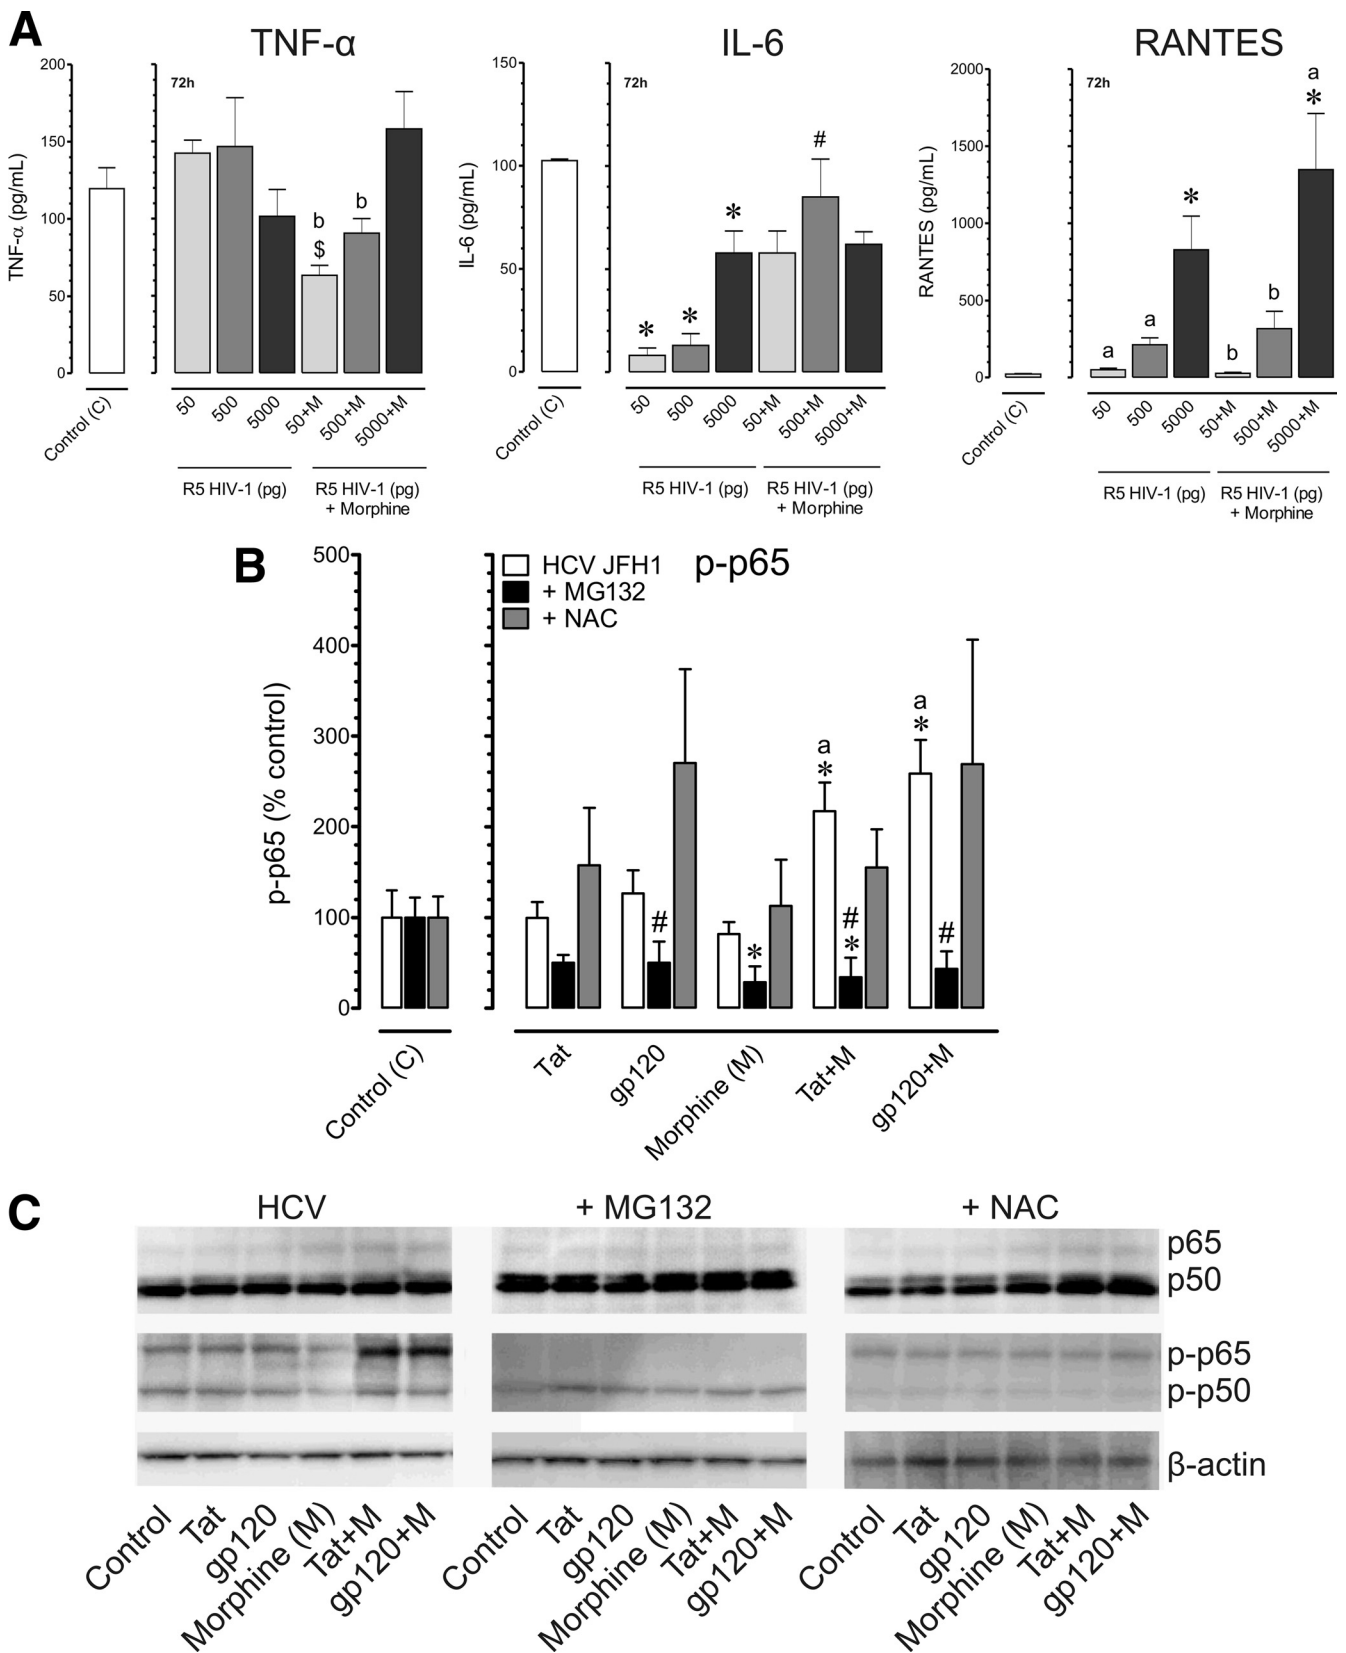 A
TNF-α
IL-6
RANTES
200
150
100
50
0
TNF-α (pg/mL)
72h
b
$
b
Control (C)
50
500
5000
50+M
500+M
5000+M
R5 HIV-1 (pg)
R5 HIV-1 (pg)
+ Morphine
150
100
50
0
IL-6 (pg/mL)
72h
*
*
*
#
Control (C)
50
500
5000
50+M
500+M
5000+M
R5 HIV-1 (pg)
R5 HIV-1 (pg)
+ Morphine
2000
1500
1000
500
0
RANTES (pg/mL)
72h
a
a
*
b
b
a
*
Control (C)
50
500
5000
50+M
500+M
5000+M
R5 HIV-1 (pg)
R5 HIV-1 (pg)
+ Morphine
B
p-p65
HCV JFH1
+ MG132
+ NAC
500
400
300
200
100
0
p-p65 (% control)
#
*
a
*
#
*
a
*
#
Control (C)
Tat
gp120
Morphine (M)
Tat+M
gp120+M
C
HCV
+ MG132
+ NAC
p65
p50
p-p65
p-p50
β-actin
Control
Tat
gp120
Morphine (M)
Tat+M
gp120+M
Control
Tat
gp120
Morphine (M)
Tat+M
gp120+M
Control
Tat
gp120
Morphine (M)
Tat+M
gp120+M